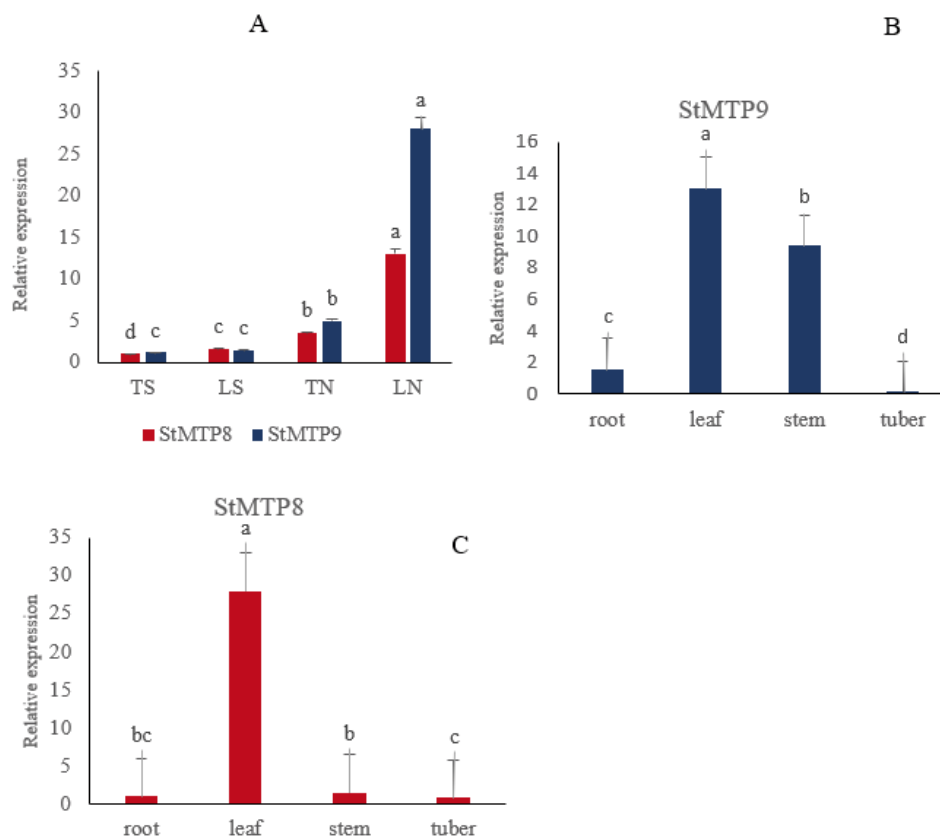 A
Relative expression
35
30
25
20
15
10
5
0
d c c c b b a a
TS LS TN LN
StMTP8 StMTP9
B
StMTP9
Relative expression
16
14
12
10
8
6
4
2
0
c a b d
root leaf stem tuber
C
StMTP8
Relative expression
35
30
25
20
15
10
5
0
bc a b c
root leaf stem tuber